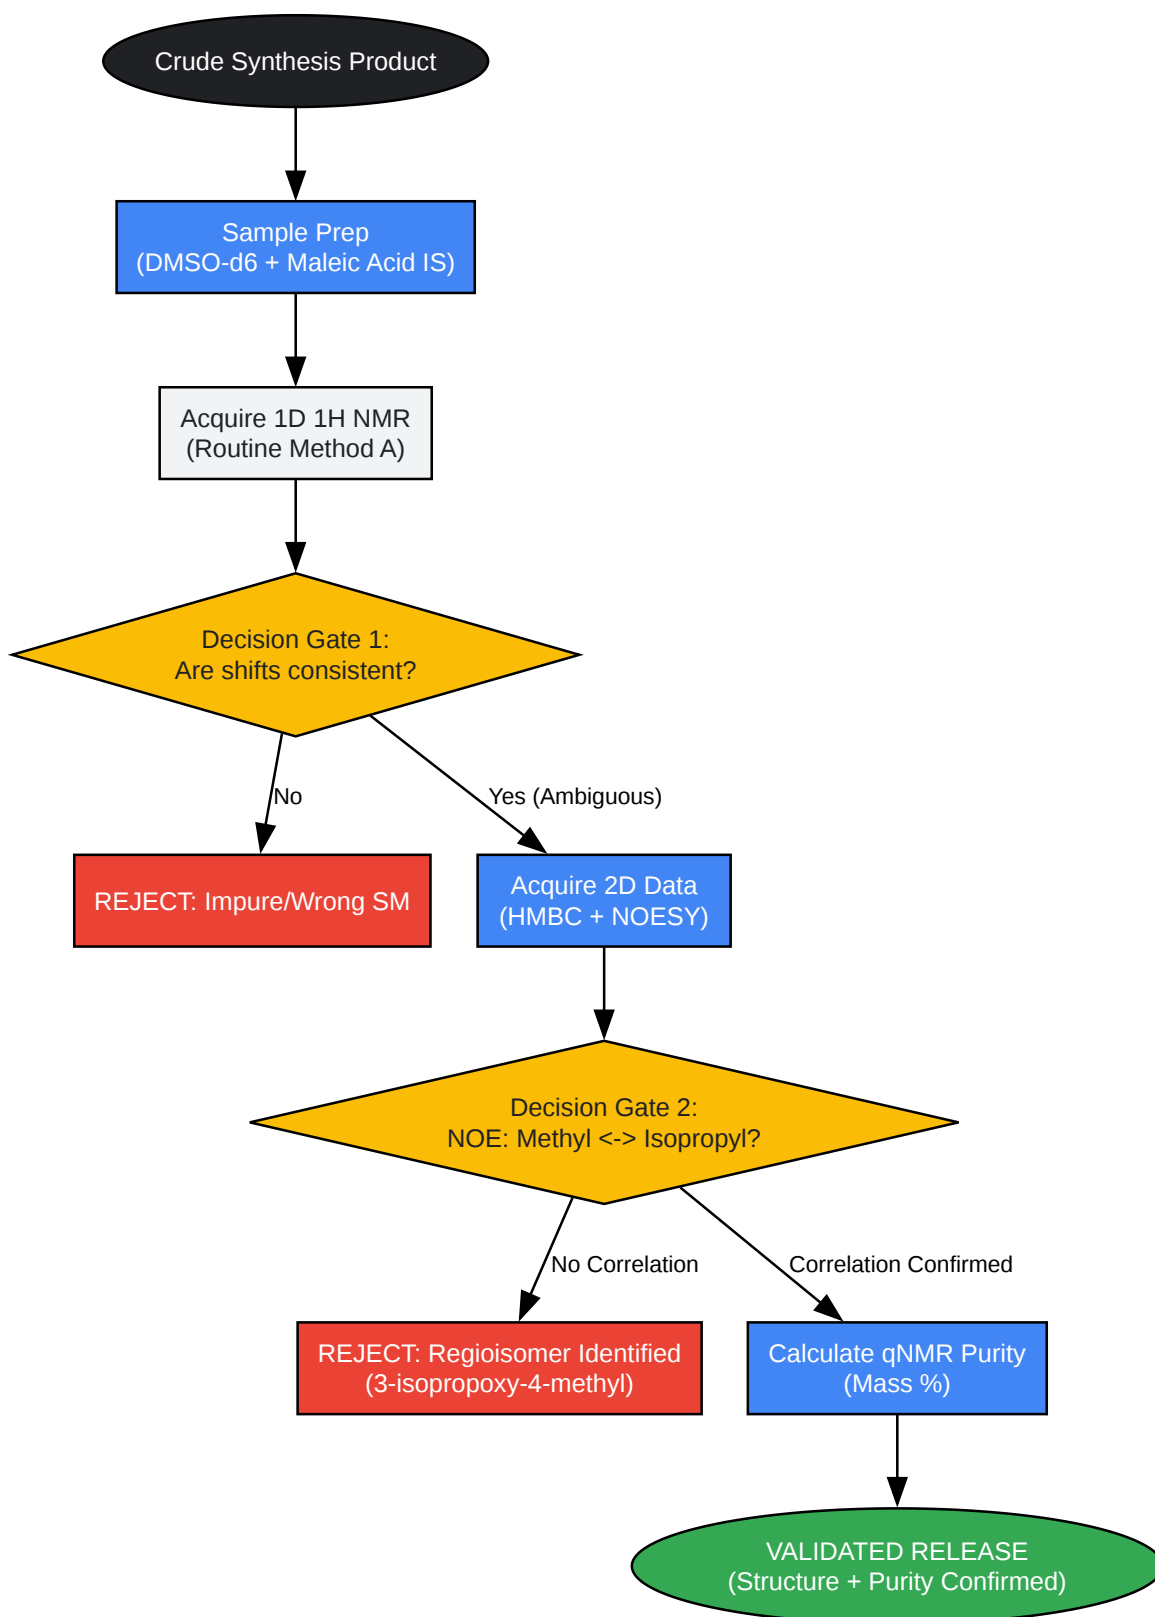 Crude Synthesis Product
Sample Prep
(DMSO-d6 + Maleic Acid IS)
Acquire 1D 1H NMR
(Routine Method A)
Decision Gate 1:
Are shifts consistent?
No
Yes (Ambiguous)
REJECT: Impure/Wrong SM
Acquire 2D Data
(HMBC + NOESY)
Decision Gate 2:
NOE: Methyl <-> Isopropyl?
No Correlation
Correlation Confirmed
REJECT: Regioisomer Identified
(3-isopropoxy-4-methyl)
Calculate qNMR Purity
(Mass %)
VALIDATED RELEASE
(Structure + Purity Confirmed)